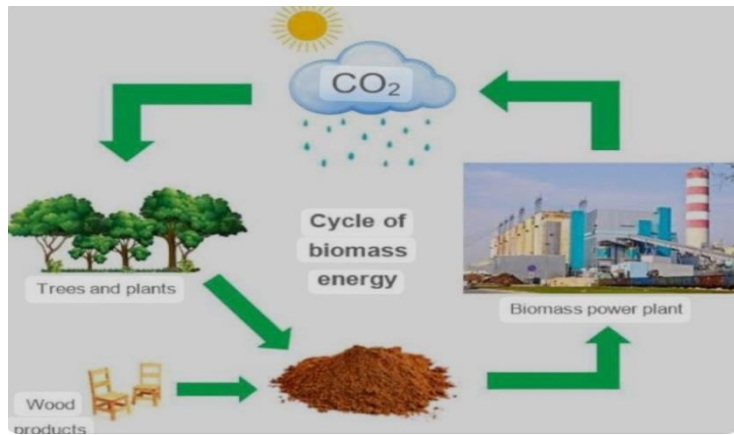 CO₂
Cycle of
biomass
energy
Trees and plants
Biomass power plant
Wood
products